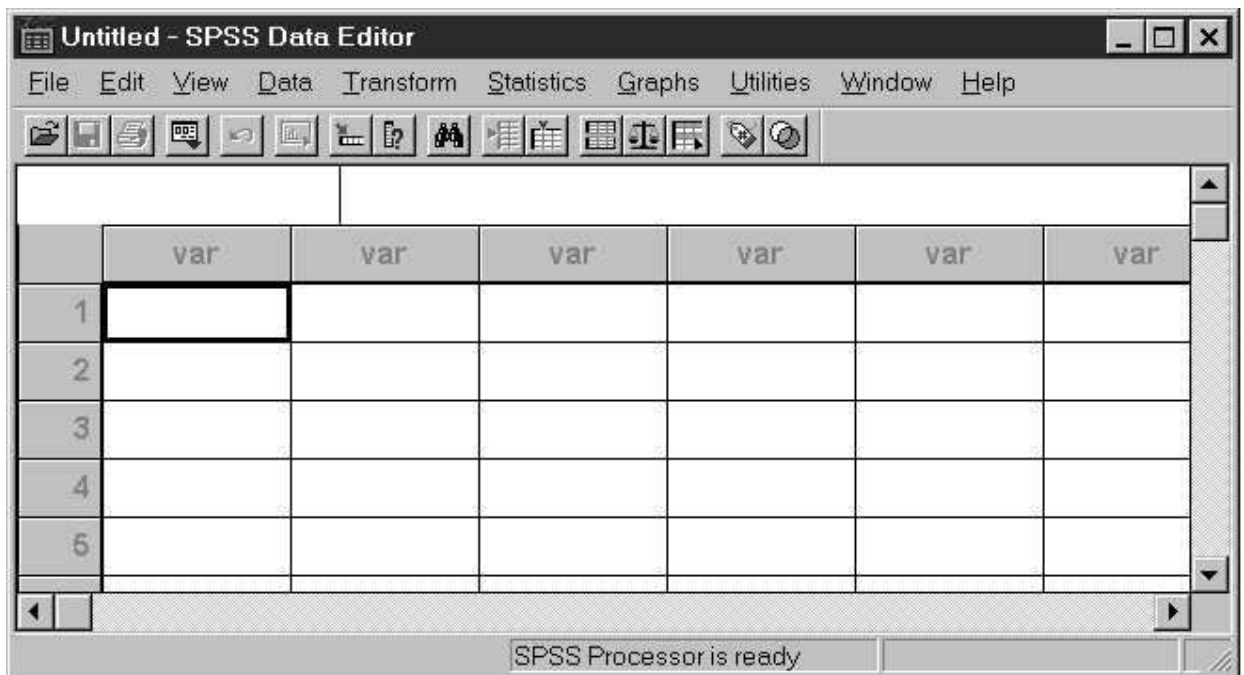 Untitled - SPSS Data Editor
File Edit View Data Transform Statistics Graphs Utilities Window Help
var var var var var var
1
2
3
4
5
SPSS Processor is ready